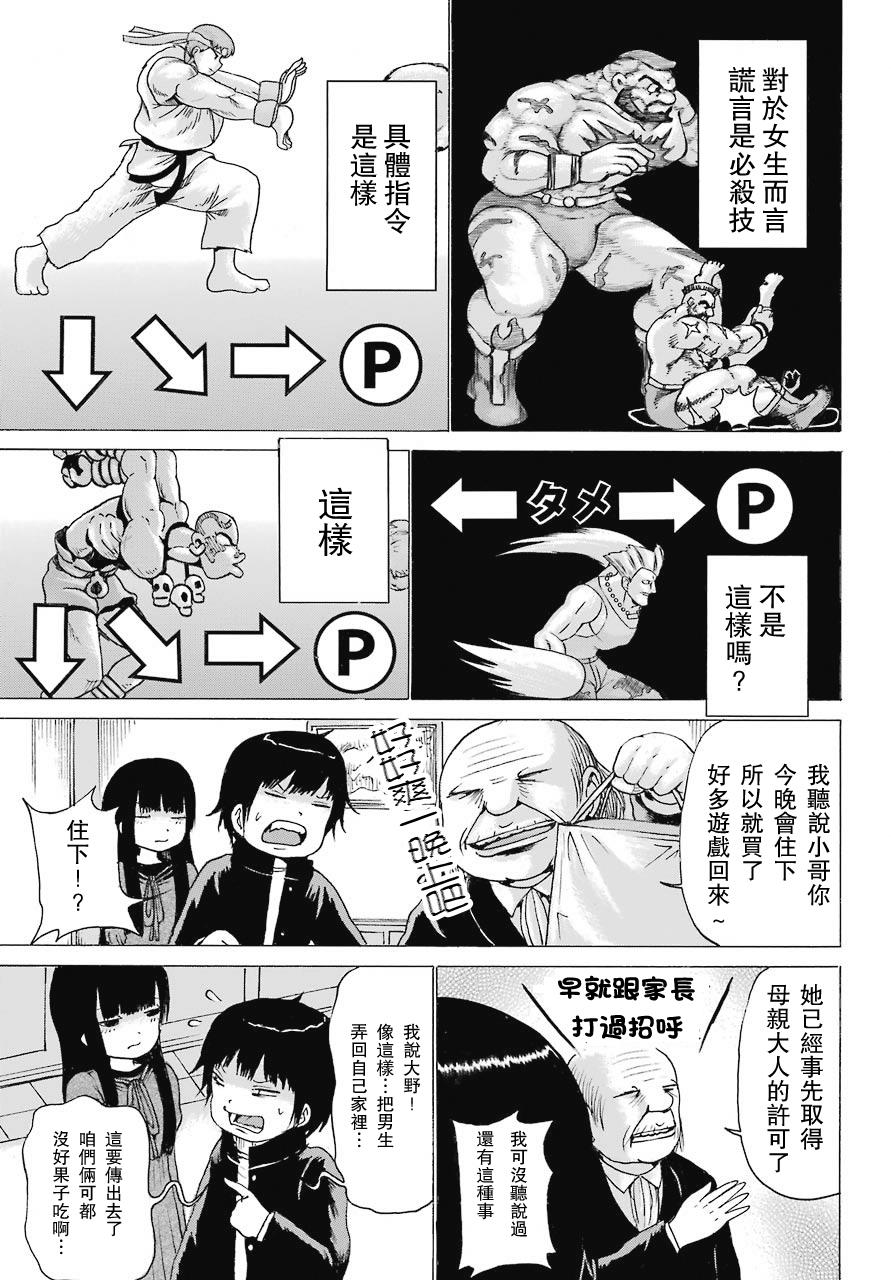 對於女生而言
謊言是必殺技
具體指令
是這樣
P
タメ
P
不是
這樣嗎？
這樣
P
我聽說小哥你
今晚會住下
所以就買了
好多遊戲回來～
好好爽一晚上吧
住下！？
她已經事先取得
母親大人的許可了
早就跟家長
打過招呼
我可沒聽說過
還有這種事
我說大野！
像這樣…把男生
弄回自己家裡…
這要傳出去了
咱們倆可都
沒好果子吃啊…